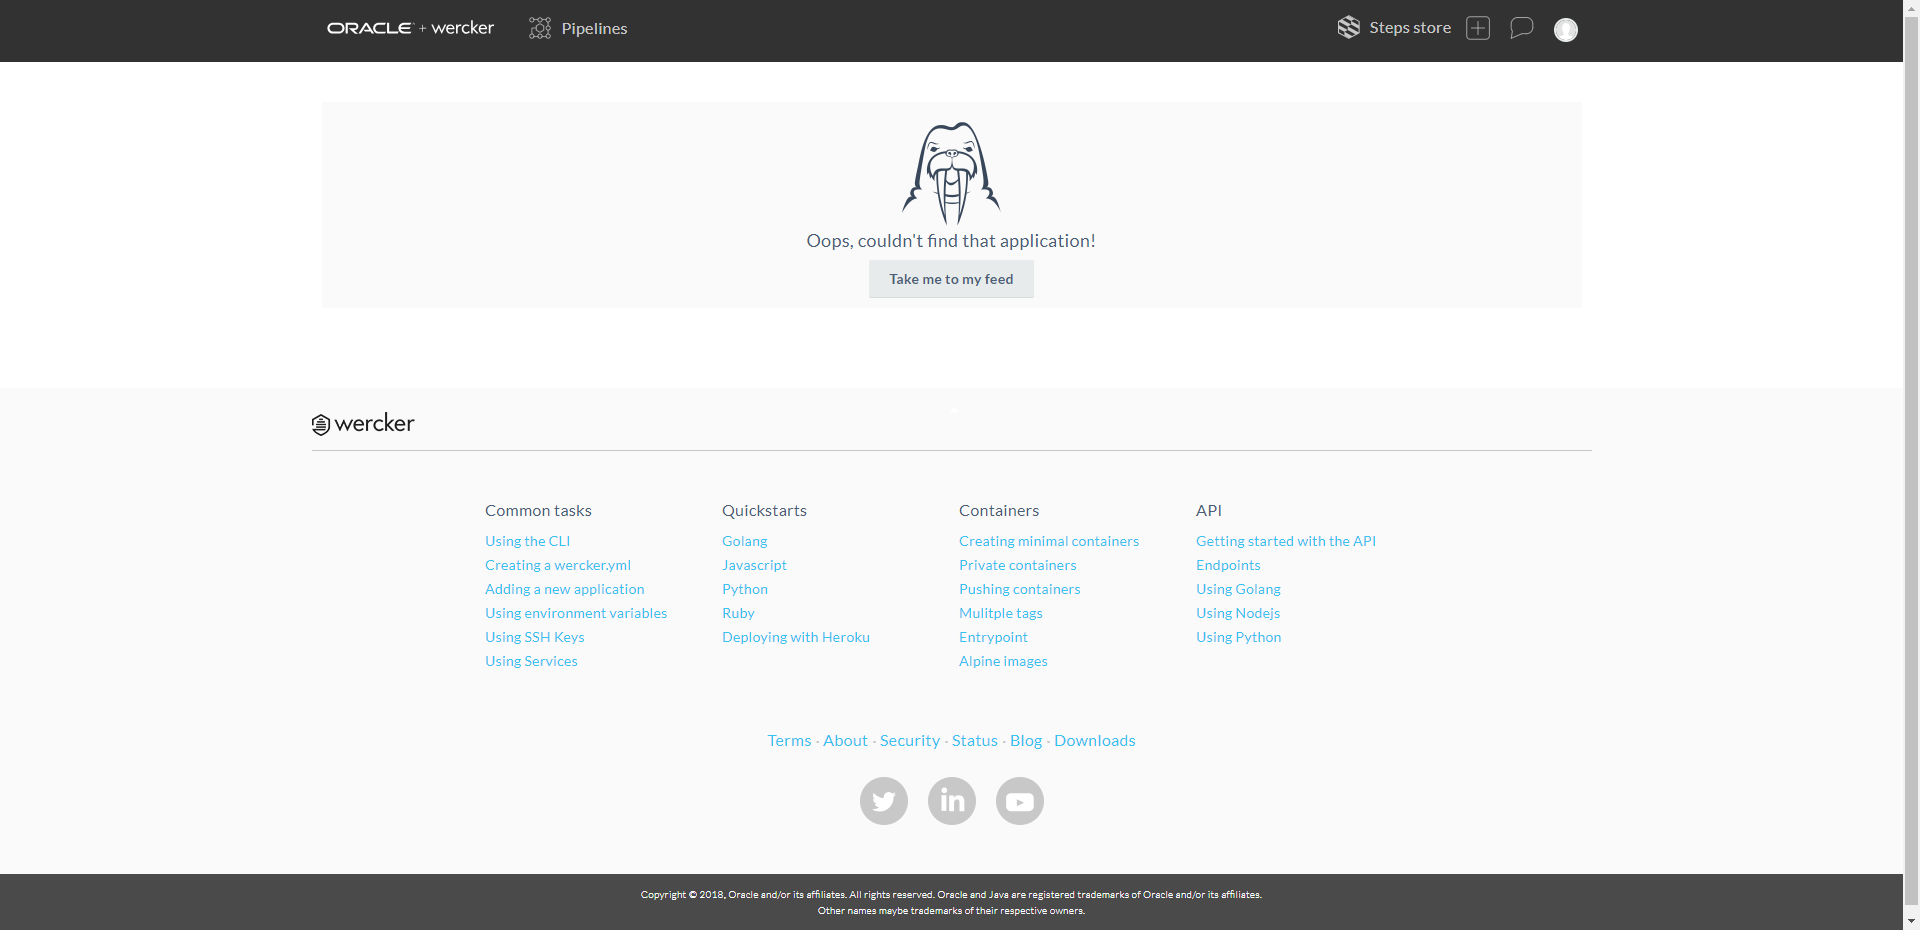 ORACLE + wercker Pipelines Steps store
Oops, couldn't find that application!
Take me to my feed
wercker
Common tasks
Using the CLI
Creating a wercker.yml
Adding a new application
Using environment variables
Using SSH Keys
Using Services
Quickstarts
Golang
Javascript
Python
Ruby
Deploying with Heroku
Containers
Creating minimal containers
Private containers
Pushing containers
Mulitple tags
Entrypoint
Alpine images
API
Getting started with the API
Endpoints
Using Golang
Using Nodejs
Using Python
Terms · About · Security · Status · Blog · Downloads
in
Copyright © 2018, Oracle and/or its affiliates. All rights reserved. Oracle and Java are registered trademarks of Oracle and/or its affiliates.
Other names maybe trademarks of their respective owners.